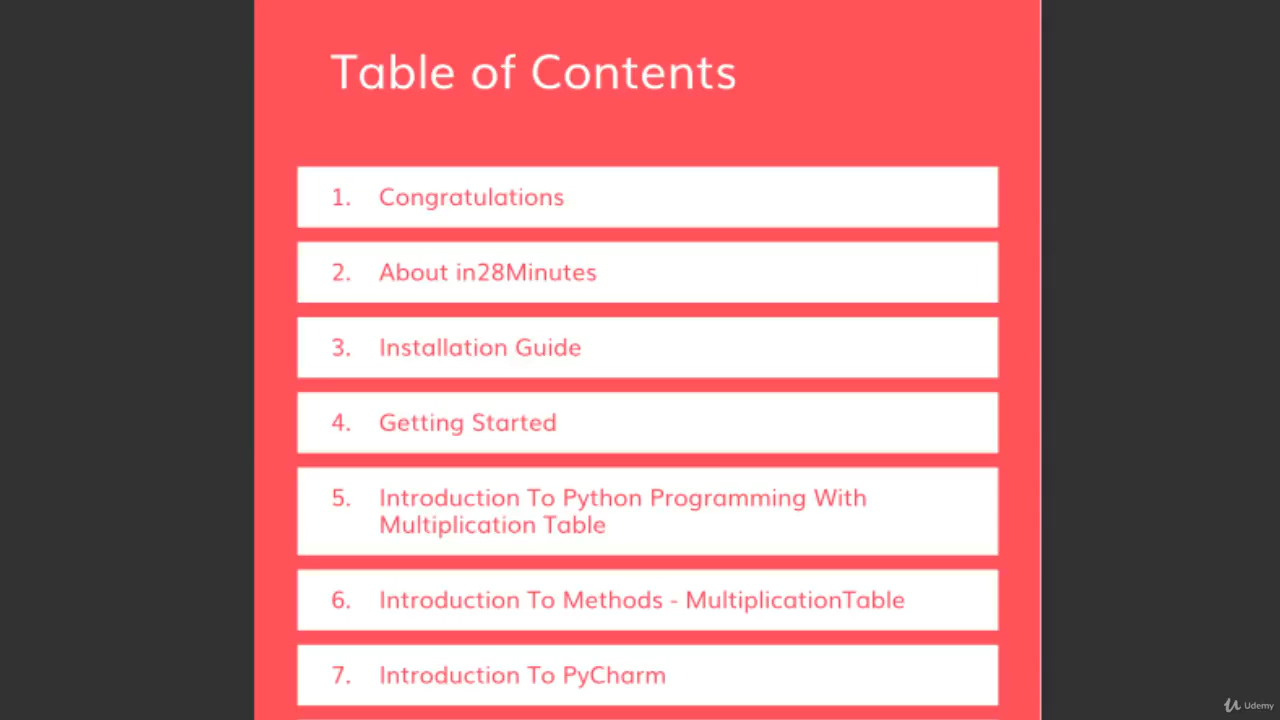 Table of Contents
1. Congratulations
2. About in28Minutes
3. Installation Guide
4. Getting Started
5. Introduction To Python Programming With
Multiplication Table
6. Introduction To Methods - MultiplicationTable
7. Introduction To PyCharm
Udemy